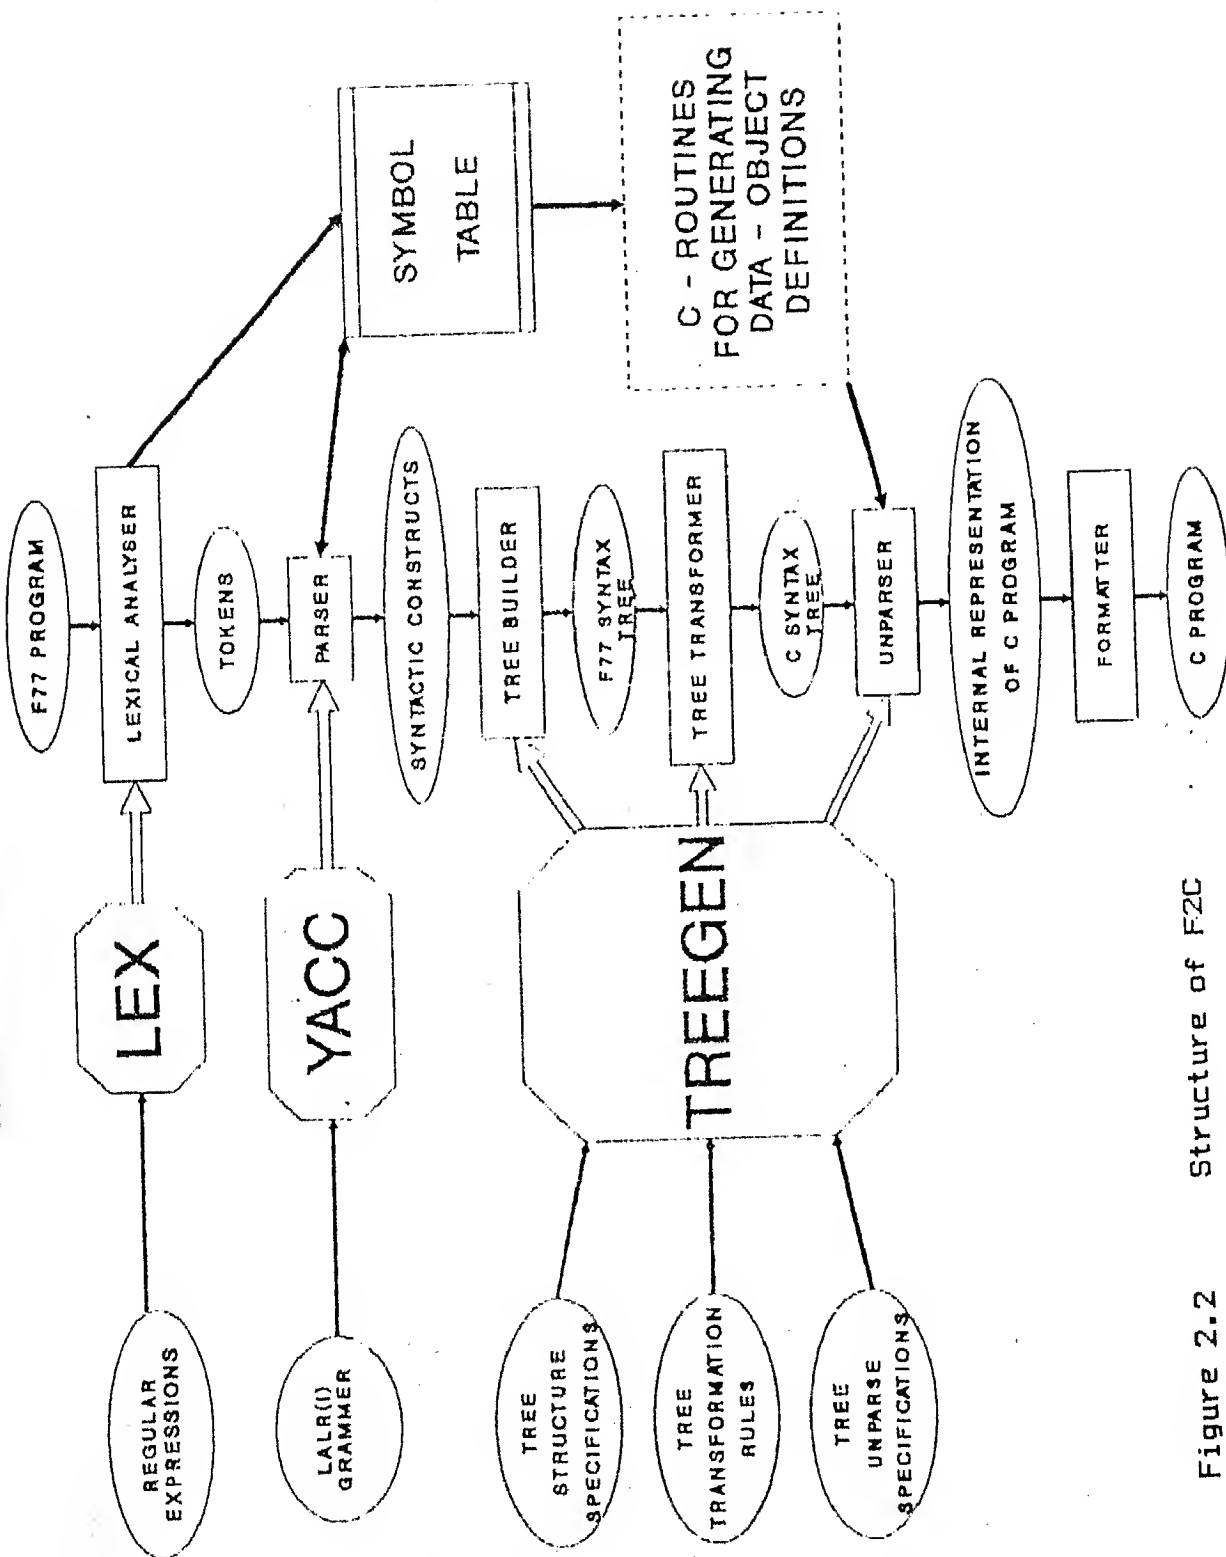 F77 PROGRAM
LEXICAL ANALYSER
TOKENS
PARSER
SYNTACTIC CONSTRUCTS
TREE BUILDER
F77 SYNTAX
TREE
TREE TRANSFORMER
C SYNTAX
TREE
UNPARSER
INTERNAL REPRESENTATION
OF C PROGRAM
FORMATTER
C PROGRAM
SYMBOL
TABLE
C - ROUTINES
FOR GENERATING
DATA - OBJECT
DEFINITIONS
LEX
YACC
TREEGEN
REGULAR
EXPRESSIONS
LALR(1)
GRAMMER
TREE
STRUCTURE
SPECIFICATIONS
TREE
TRANSFORMATION
RULES
TREE
UNPARSE
SPECIFICATIONS
Figure 2.2 Structure of F2C